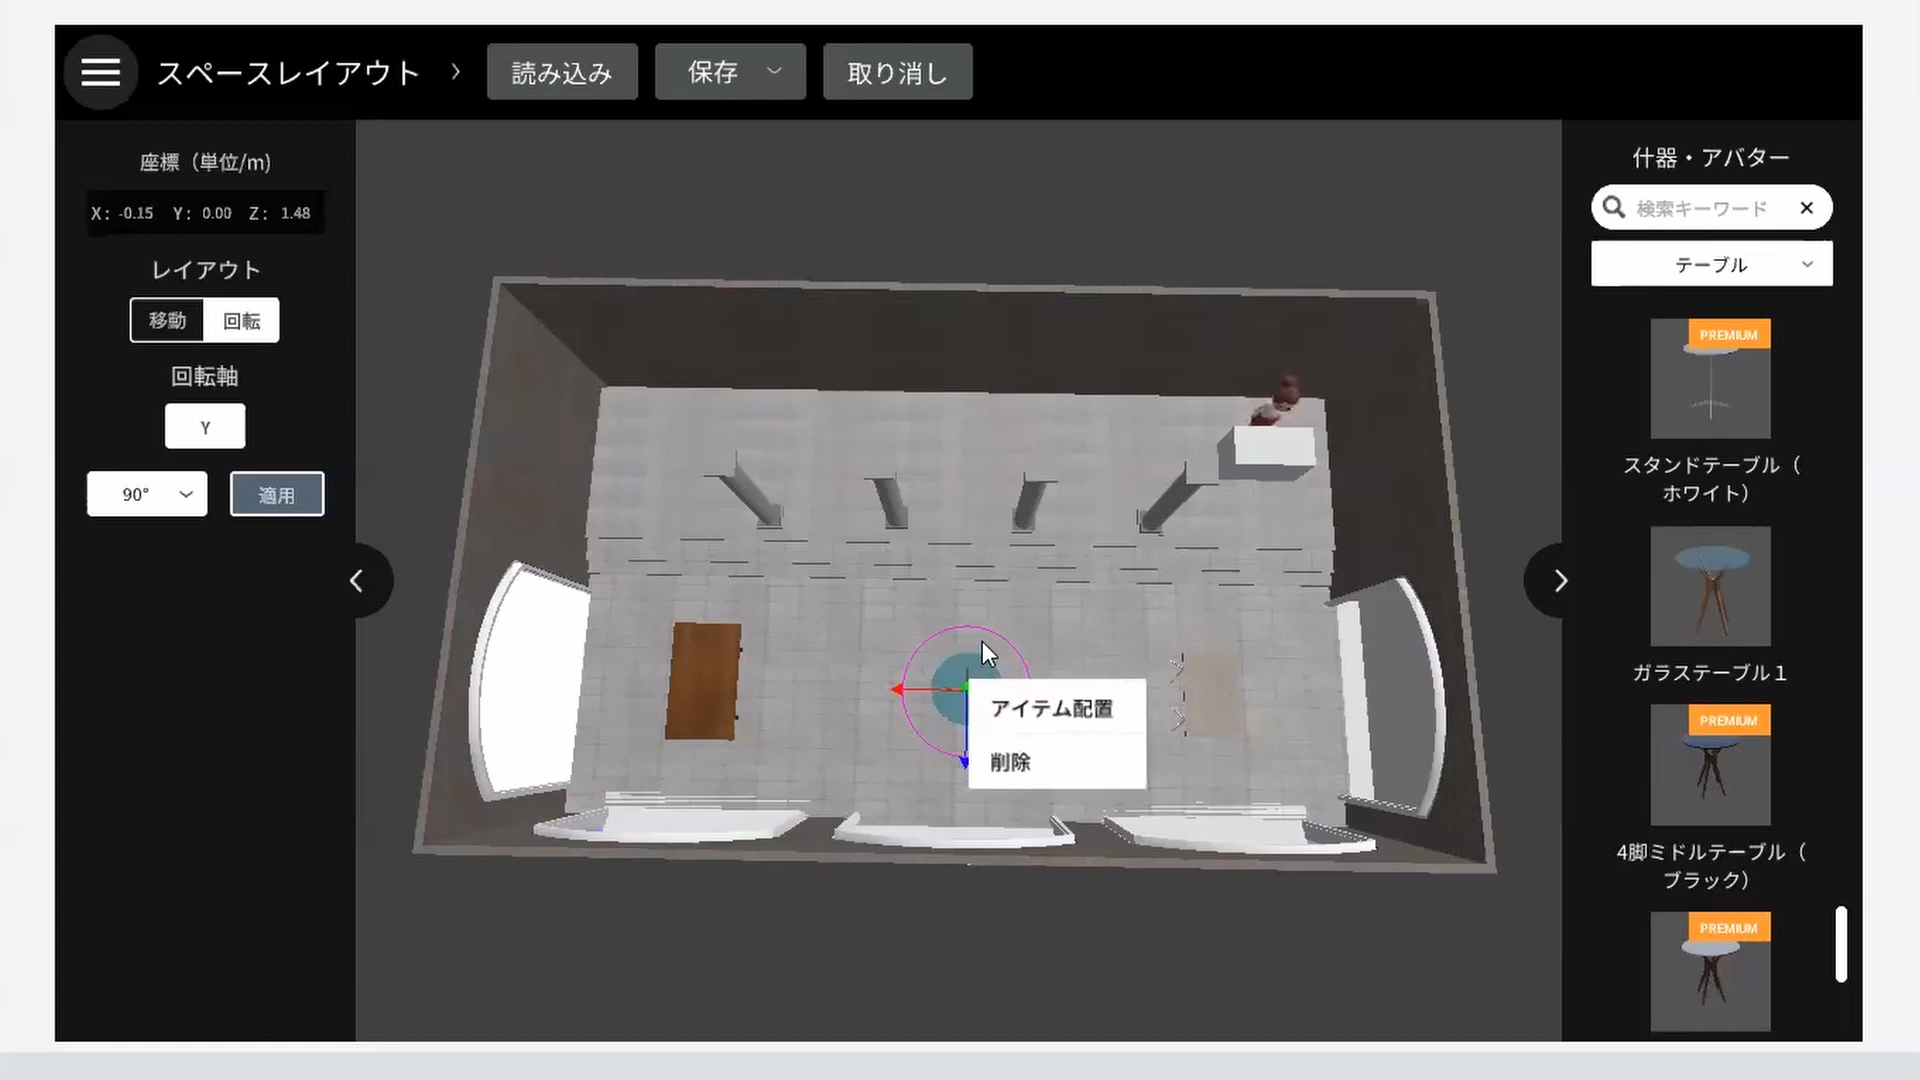 スペースレイアウト
読み込み
保存
取り消し
座標（単位/m)
X: -0.15 Y: 0.00 Z: 1.48
レイアウト
移動
回転
回転軸
Y
90°
適用
アイテム配置
削除
什器・アバター
検索キーワード
テーブル
PREMIUM
スタンドテーブル（
ホワイト）
ガラステーブル１
PREMIUM
4脚ミドルテーブル（
ブラック）
PREMIUM